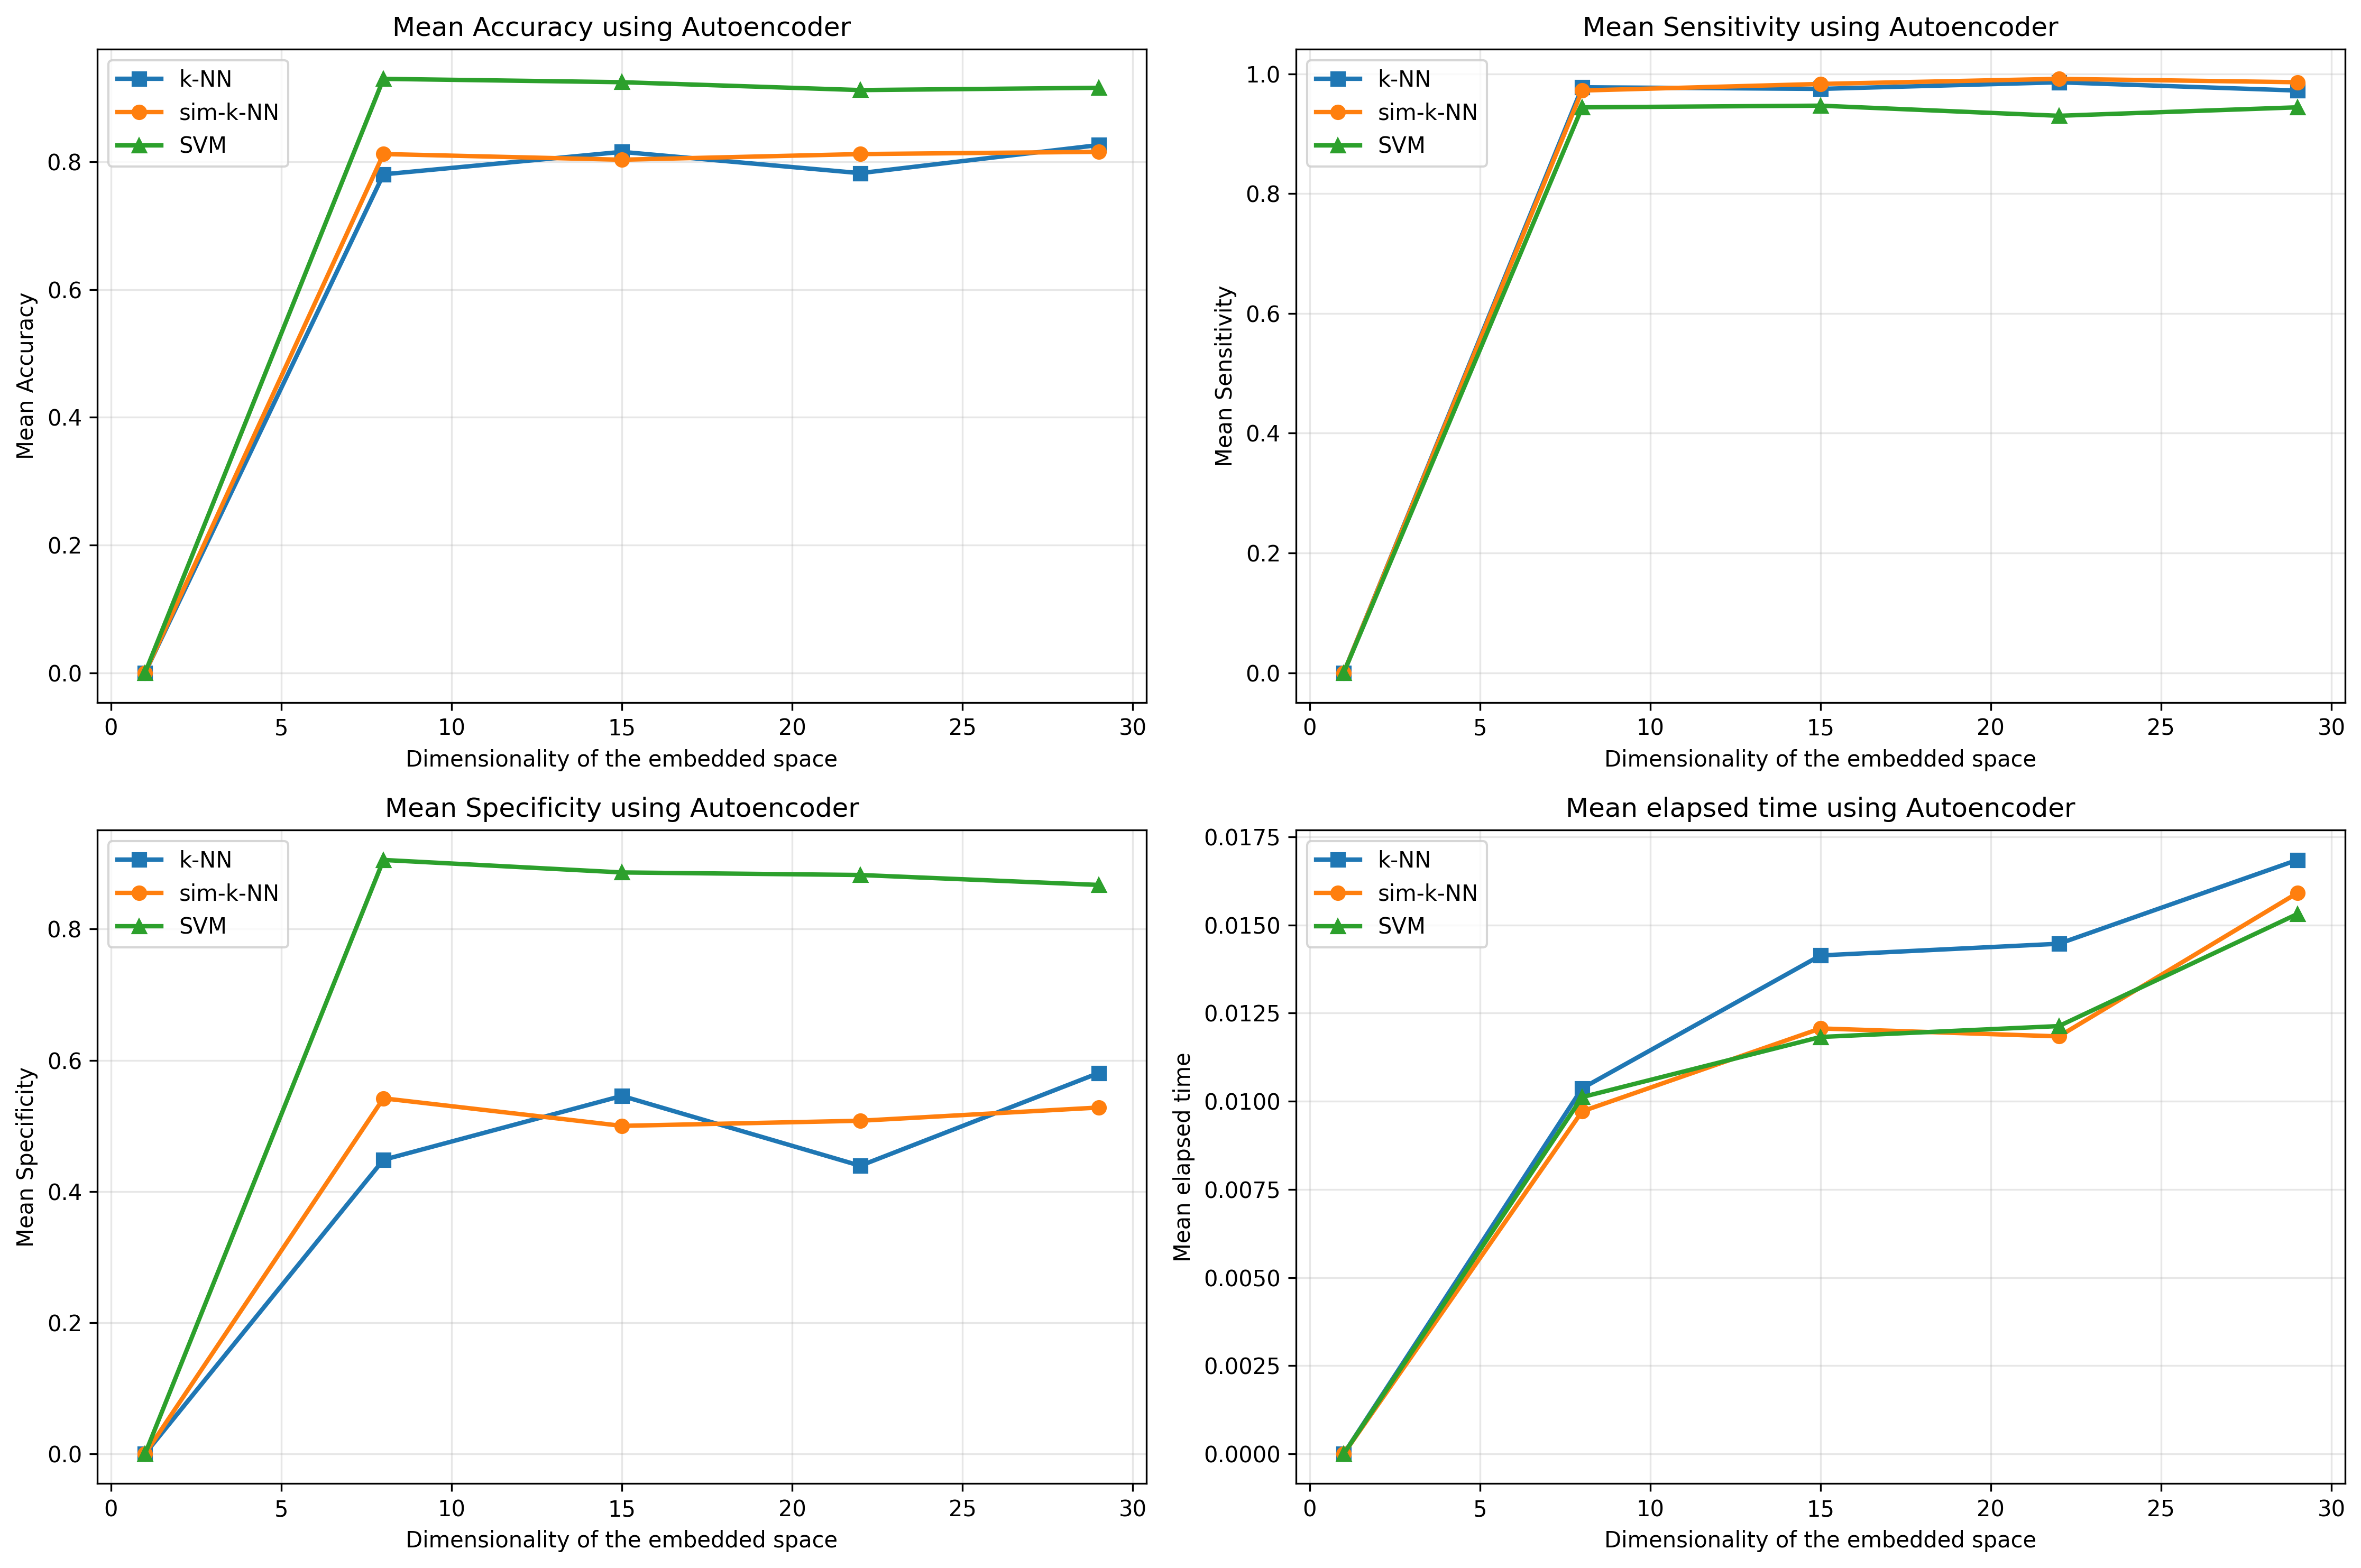 Mean Accuracy using Autoencoder
k-NN
sim-k-NN
SVM
0.8
0.6
0.4
0.2
0.0
Mean Accuracy
0 5 10 15 20 25 30
Dimensionality of the embedded space
Mean Sensitivity using Autoencoder
k-NN
sim-k-NN
SVM
1.0
0.8
0.6
0.4
0.2
0.0
Mean Sensitivity
0 5 10 15 20 25 30
Dimensionality of the embedded space
Mean Specificity using Autoencoder
k-NN
sim-k-NN
SVM
0.8
0.6
0.4
0.2
0.0
Mean Specificity
0 5 10 15 20 25 30
Dimensionality of the embedded space
Mean elapsed time using Autoencoder
k-NN
sim-k-NN
SVM
0.0175
0.0150
0.0125
0.0100
0.0075
0.0050
0.0025
0.0000
Mean elapsed time
0 5 10 15 20 25 30
Dimensionality of the embedded space